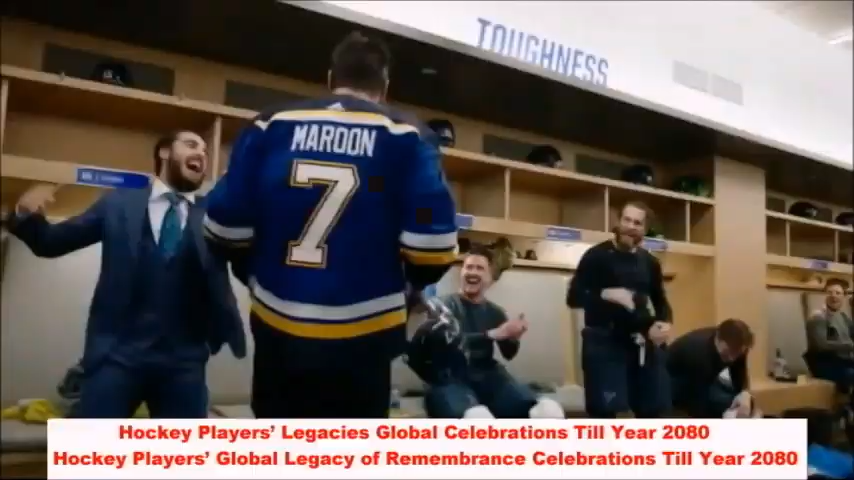 TOUGHNESS
MAROON
7
Hockey Players' Legacies Global Celebrations Till Year 2080
Hockey Players' Global Legacy of Remembrance Celebrations Till Year 2080